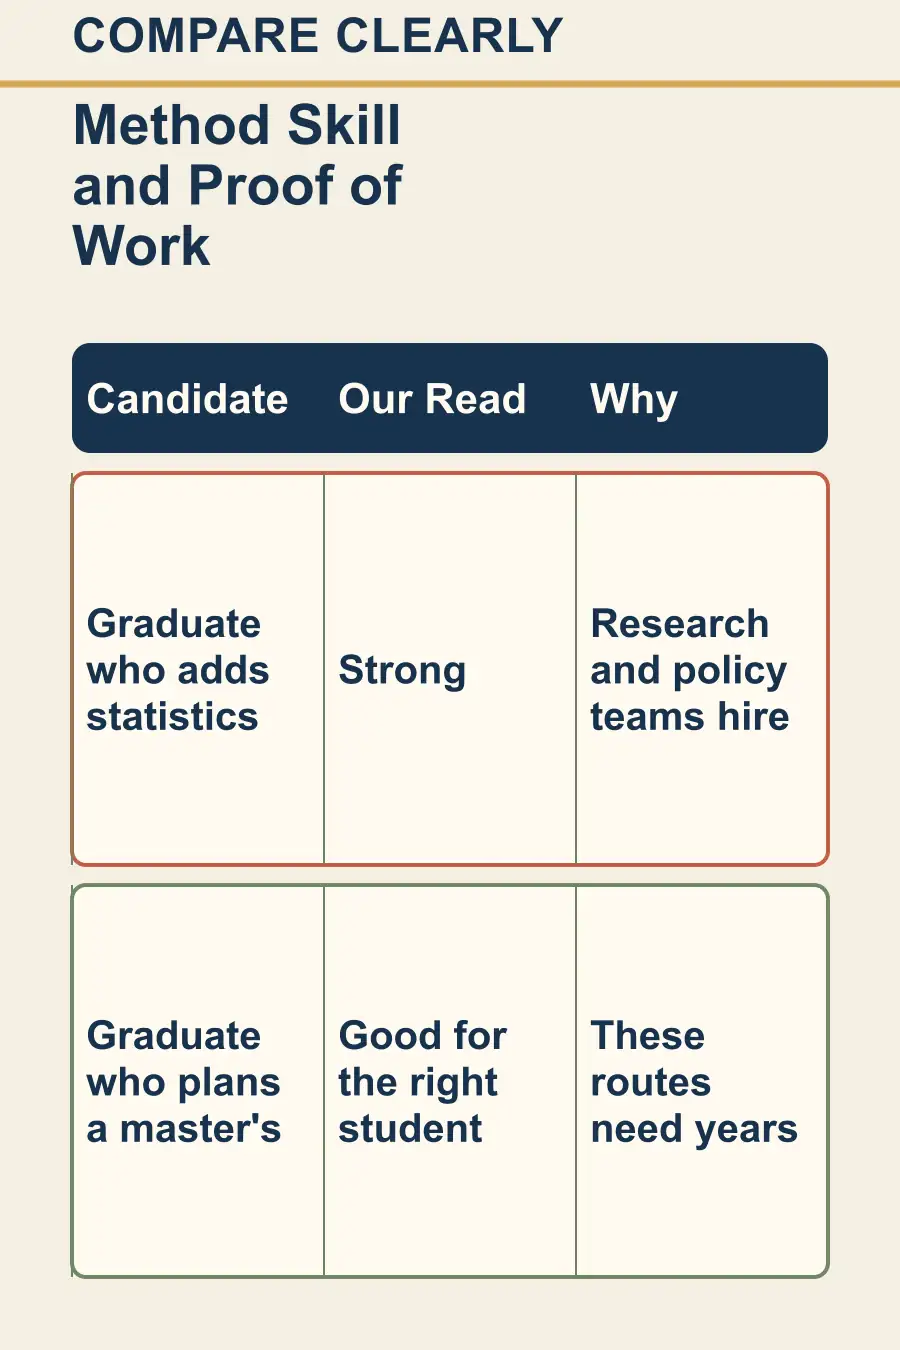 COMPARE CLEARLY
Method Skill
and Proof of
Work
Candidate Our Read Why
Graduate
who adds
statistics
Strong
Research
and policy
teams hire
Graduate
who plans
a master's
Good for
the right
student
These
routes
need years